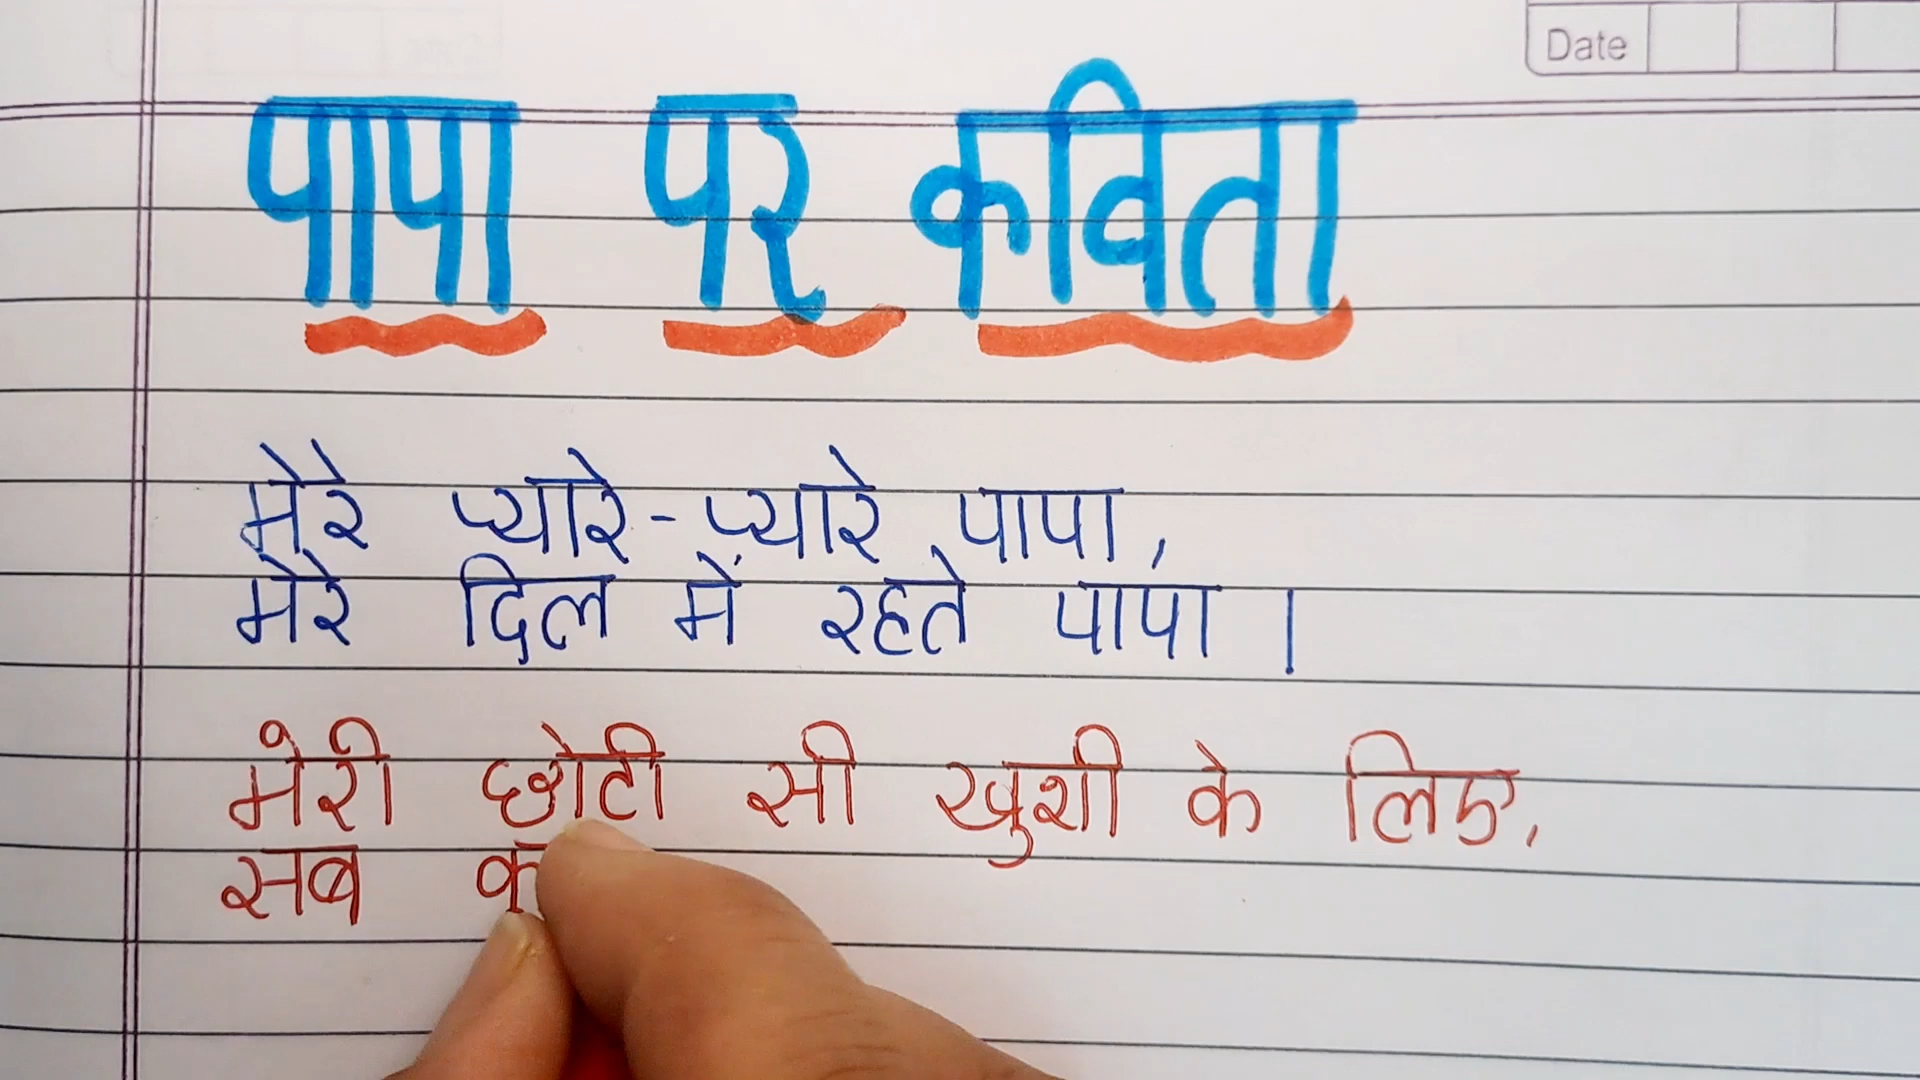 Date
पापा पर कविता
मेरे प्यारे-प्यारे पापा,
मेरे दिल में रहते पापा।
मेरी छोटी सी खुशी के लिए,
सब